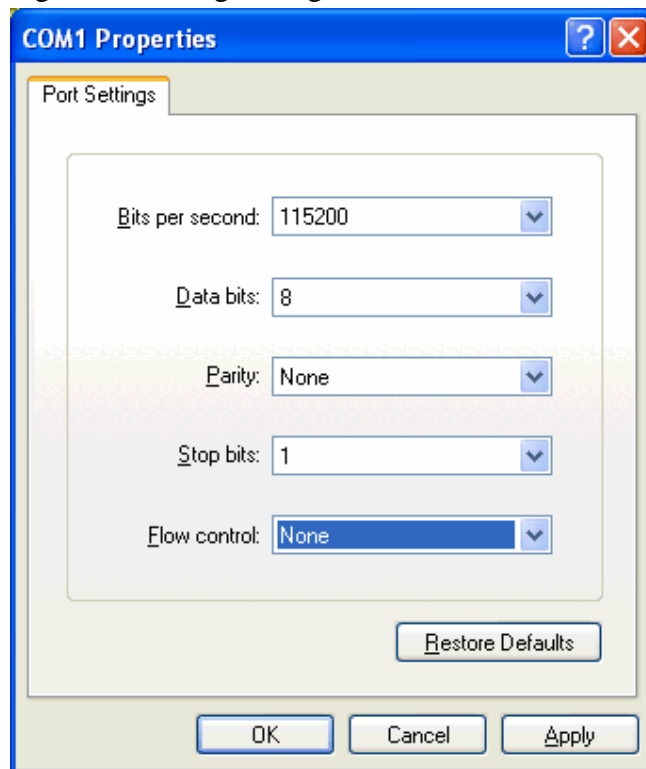 COM1 Properties
Port Settings
Bits per second: 115200
Data bits: 8
Parity: None
Stop bits: 1
Flow control: None
Restore Defaults
OK Cancel Apply